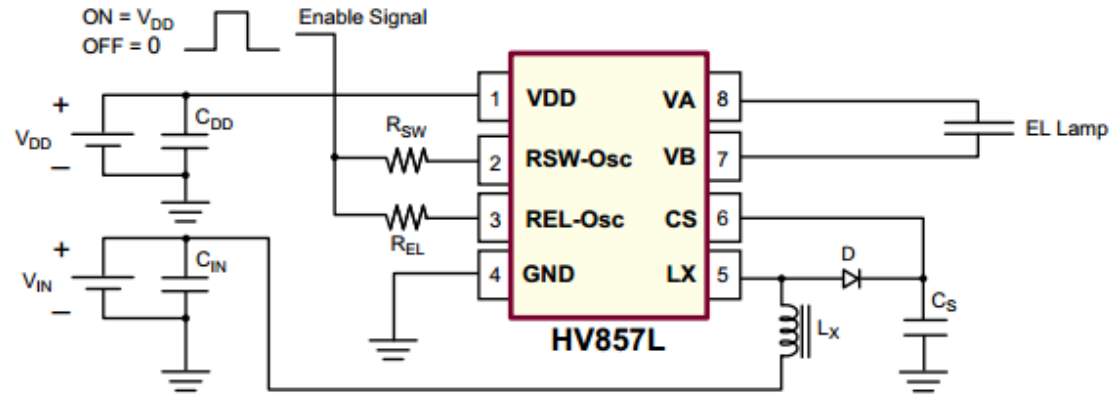 ON = VDD
OFF = 0
Enable Signal
+
VDD
–
CDD
RSW
REL
+
VIN
–
CIN
1 VDD
2 RSW-Osc
3 REL-Osc
4 GND
VA 8
VB 7
CS 6
LX 5
HV857L
EL Lamp
D
CS
LX